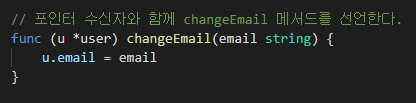 // 포인터 수신자와 함께 changeEmail 메서드를 선언한다.
func (u *user) changeEmail(email string) {
    u.email = email
}